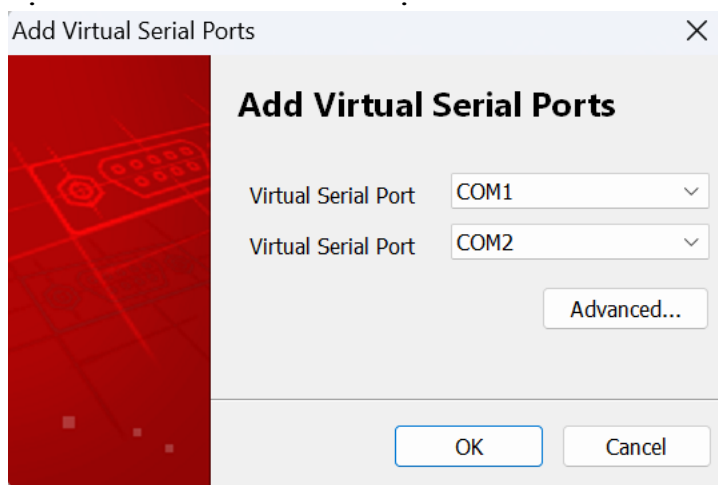 Add Virtual Serial Ports
Add Virtual Serial Ports
Virtual Serial Port COM1
Virtual Serial Port COM2
Advanced...
OK Cancel